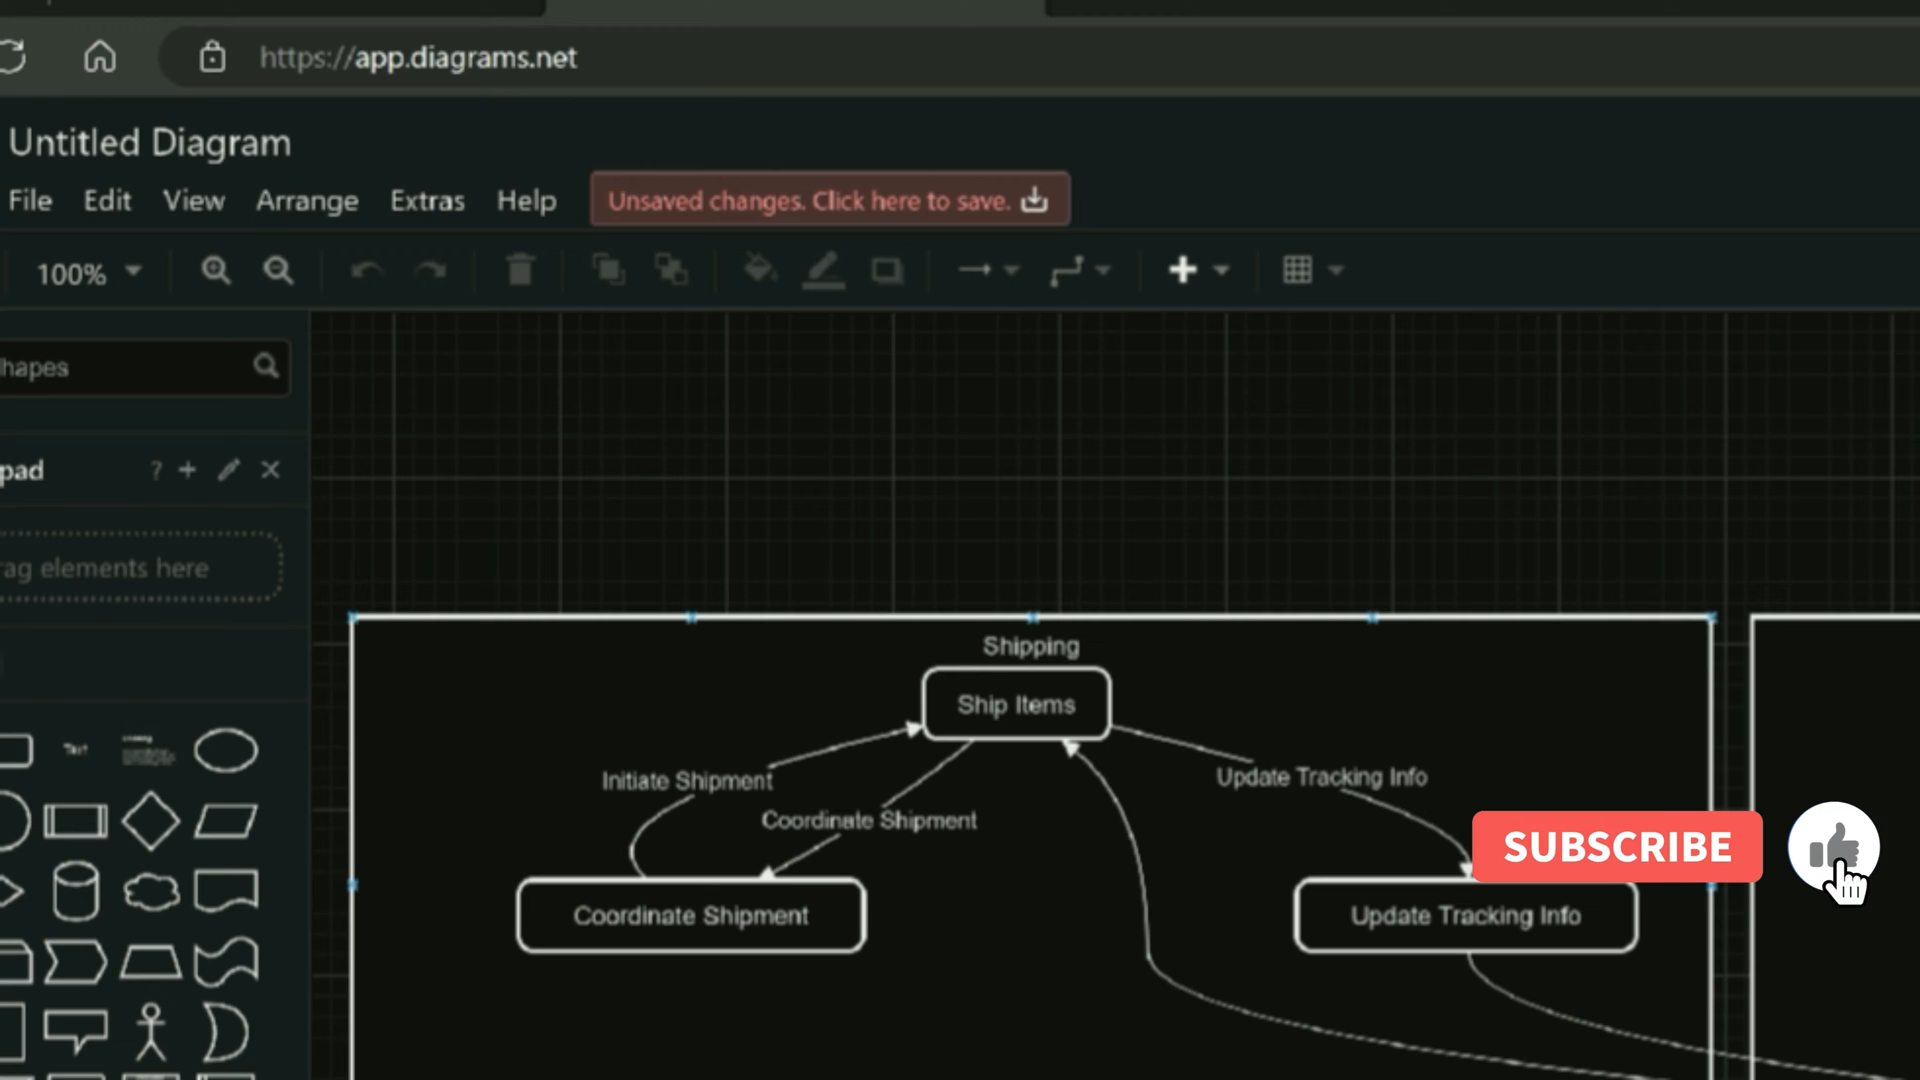 https://app.diagrams.net
Untitled Diagram
File Edit View Arrange Extras Help Unsaved changes. Click here to save.
100%
hapes
pad ?
rag elements here
Text
Shipping
Ship Items
Initiate Shipment
Update Tracking Info
Coordinate Shipment
SUBSCRIBE
Coordinate Shipment
Update Tracking Info